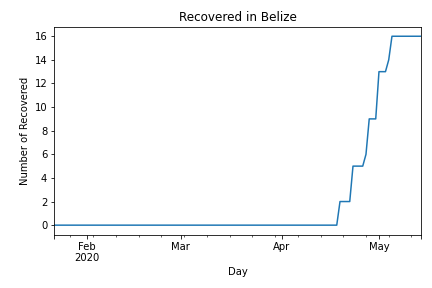 Recovered in Belize
Number of Recovered
16
14
12
10
8
6
4
2
0
Feb
2020
Mar
Apr
May
Day